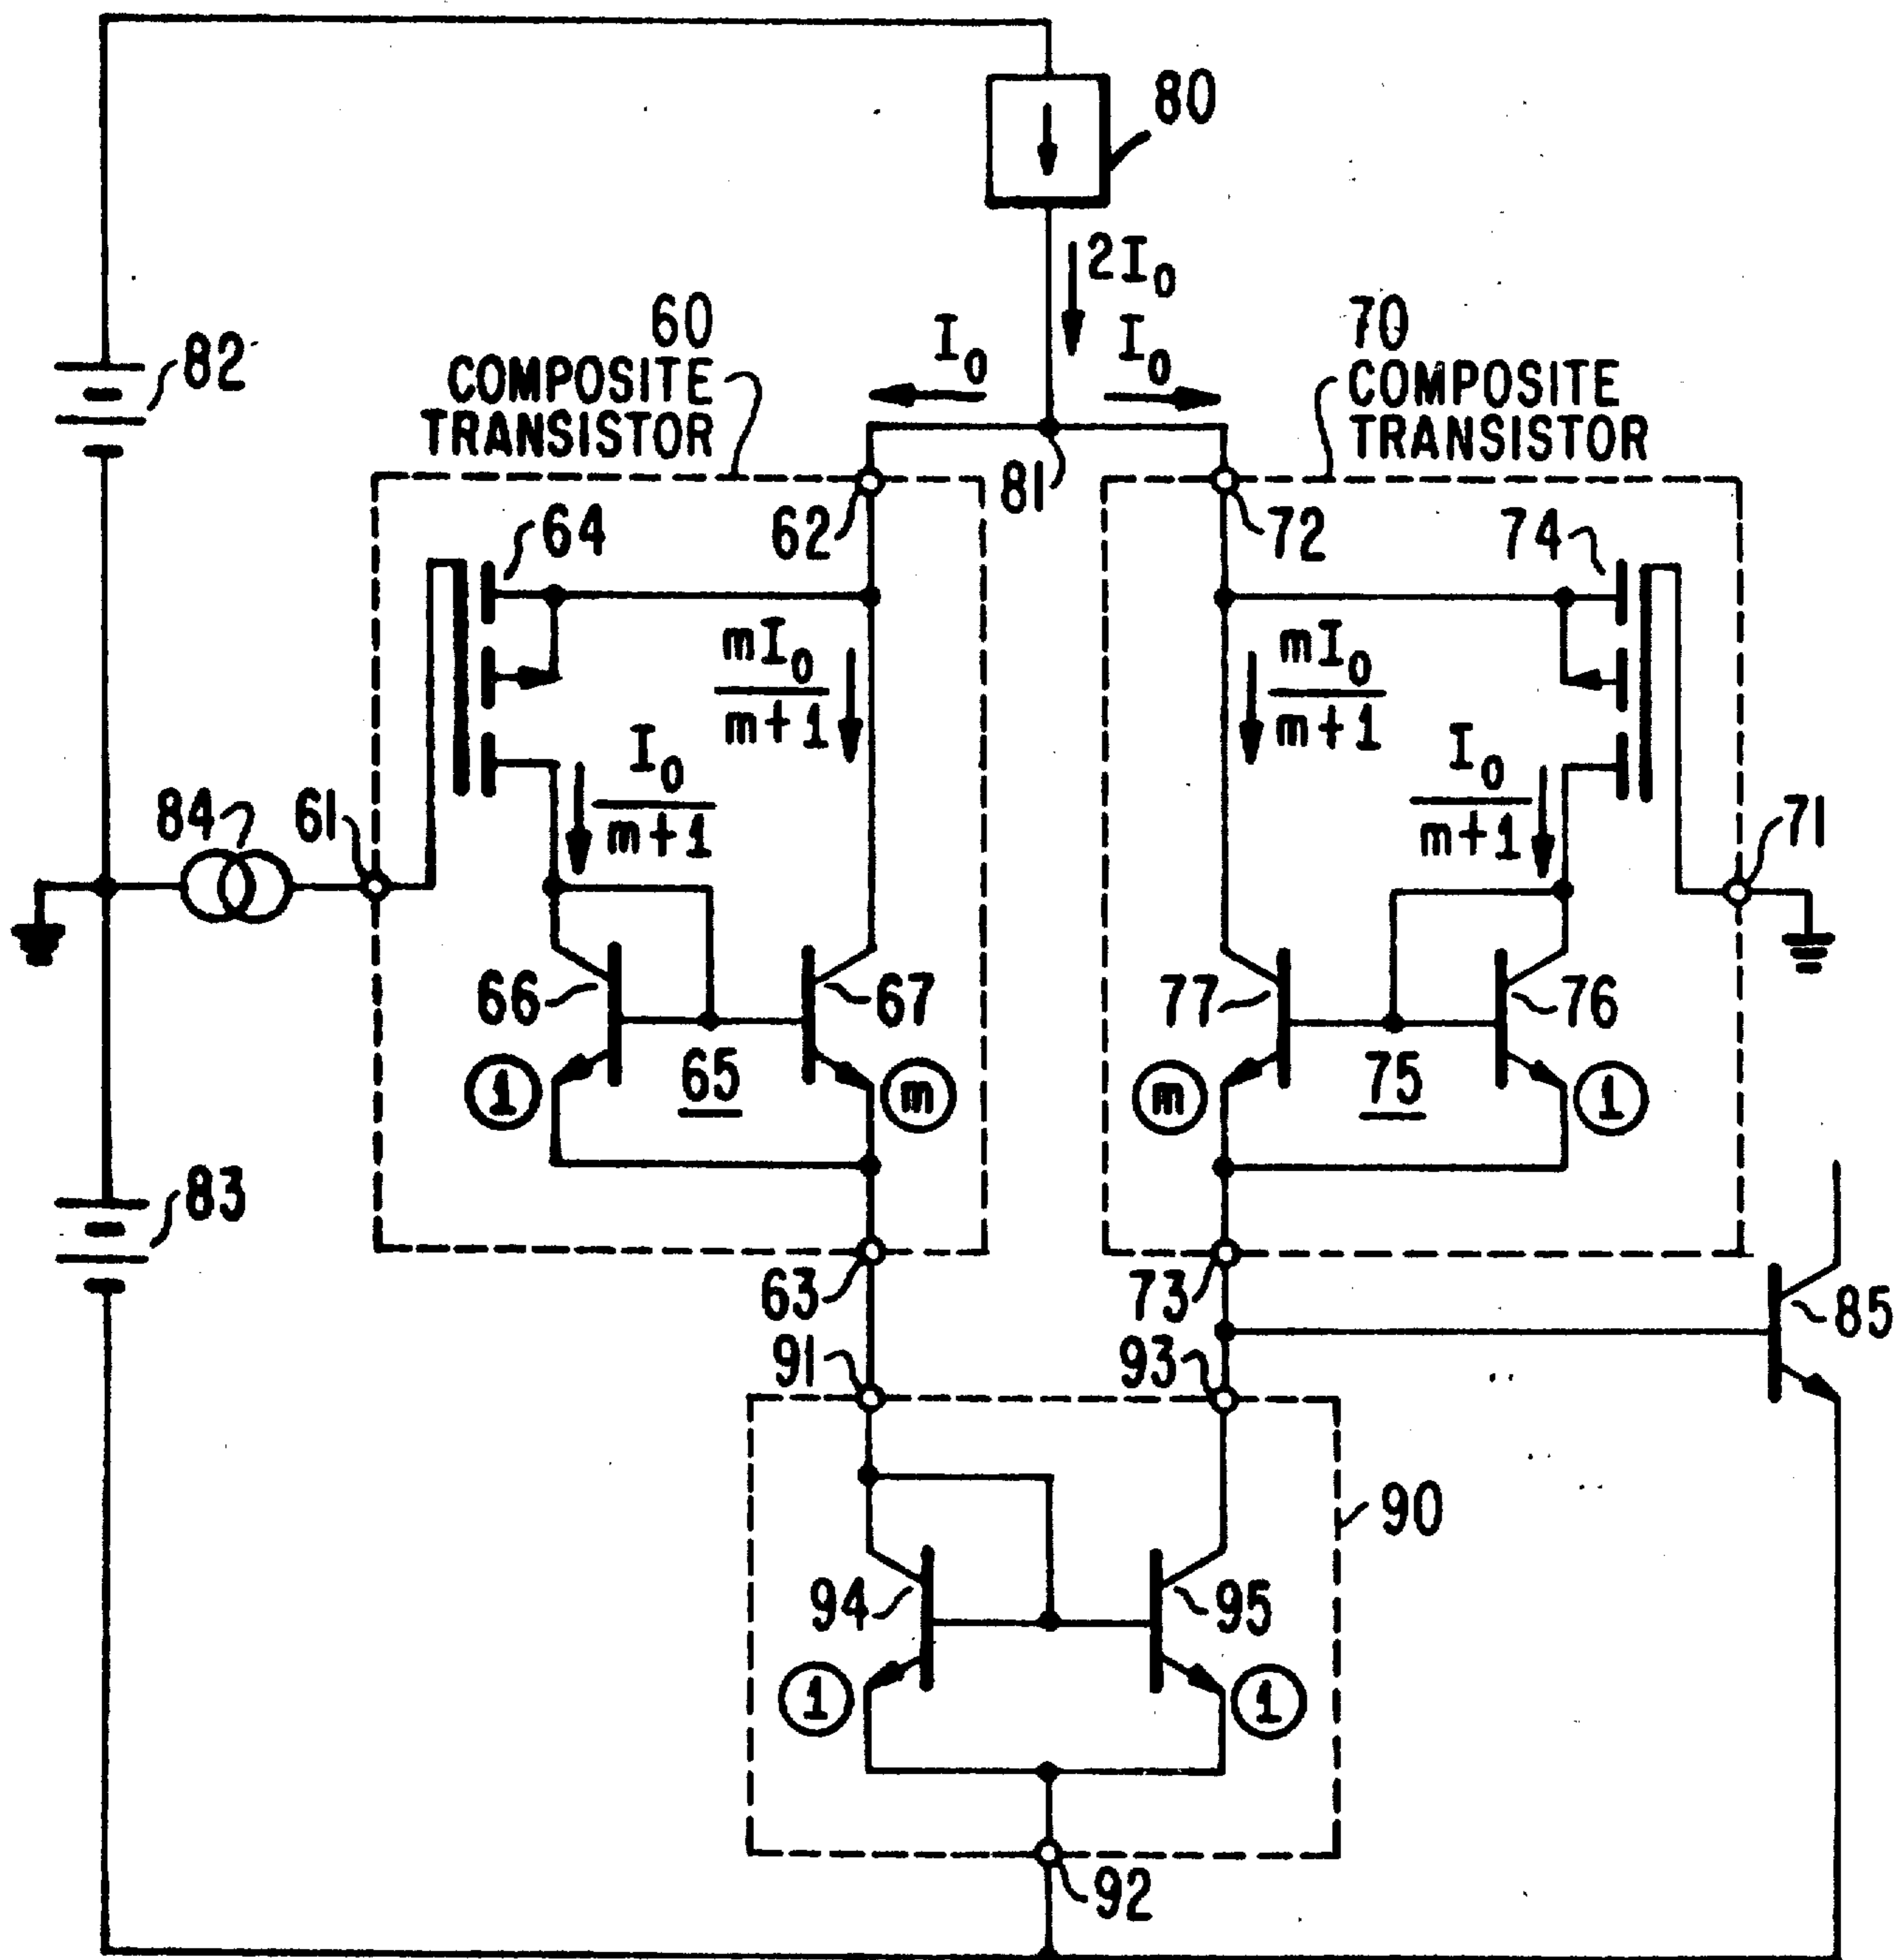 80
2I₀
60
COMPOSITE
TRANSISTOR
I₀
I₀
70
COMPOSITE
TRANSISTOR
82
81
62
72
64
74
mI₀
m+1
mI₀
m+1
I₀
m+1
I₀
m+1
84
61
71
66
67
77
76
1
65
m
m
75
1
83
63
73
85
91
93
90
94
95
1
1
92